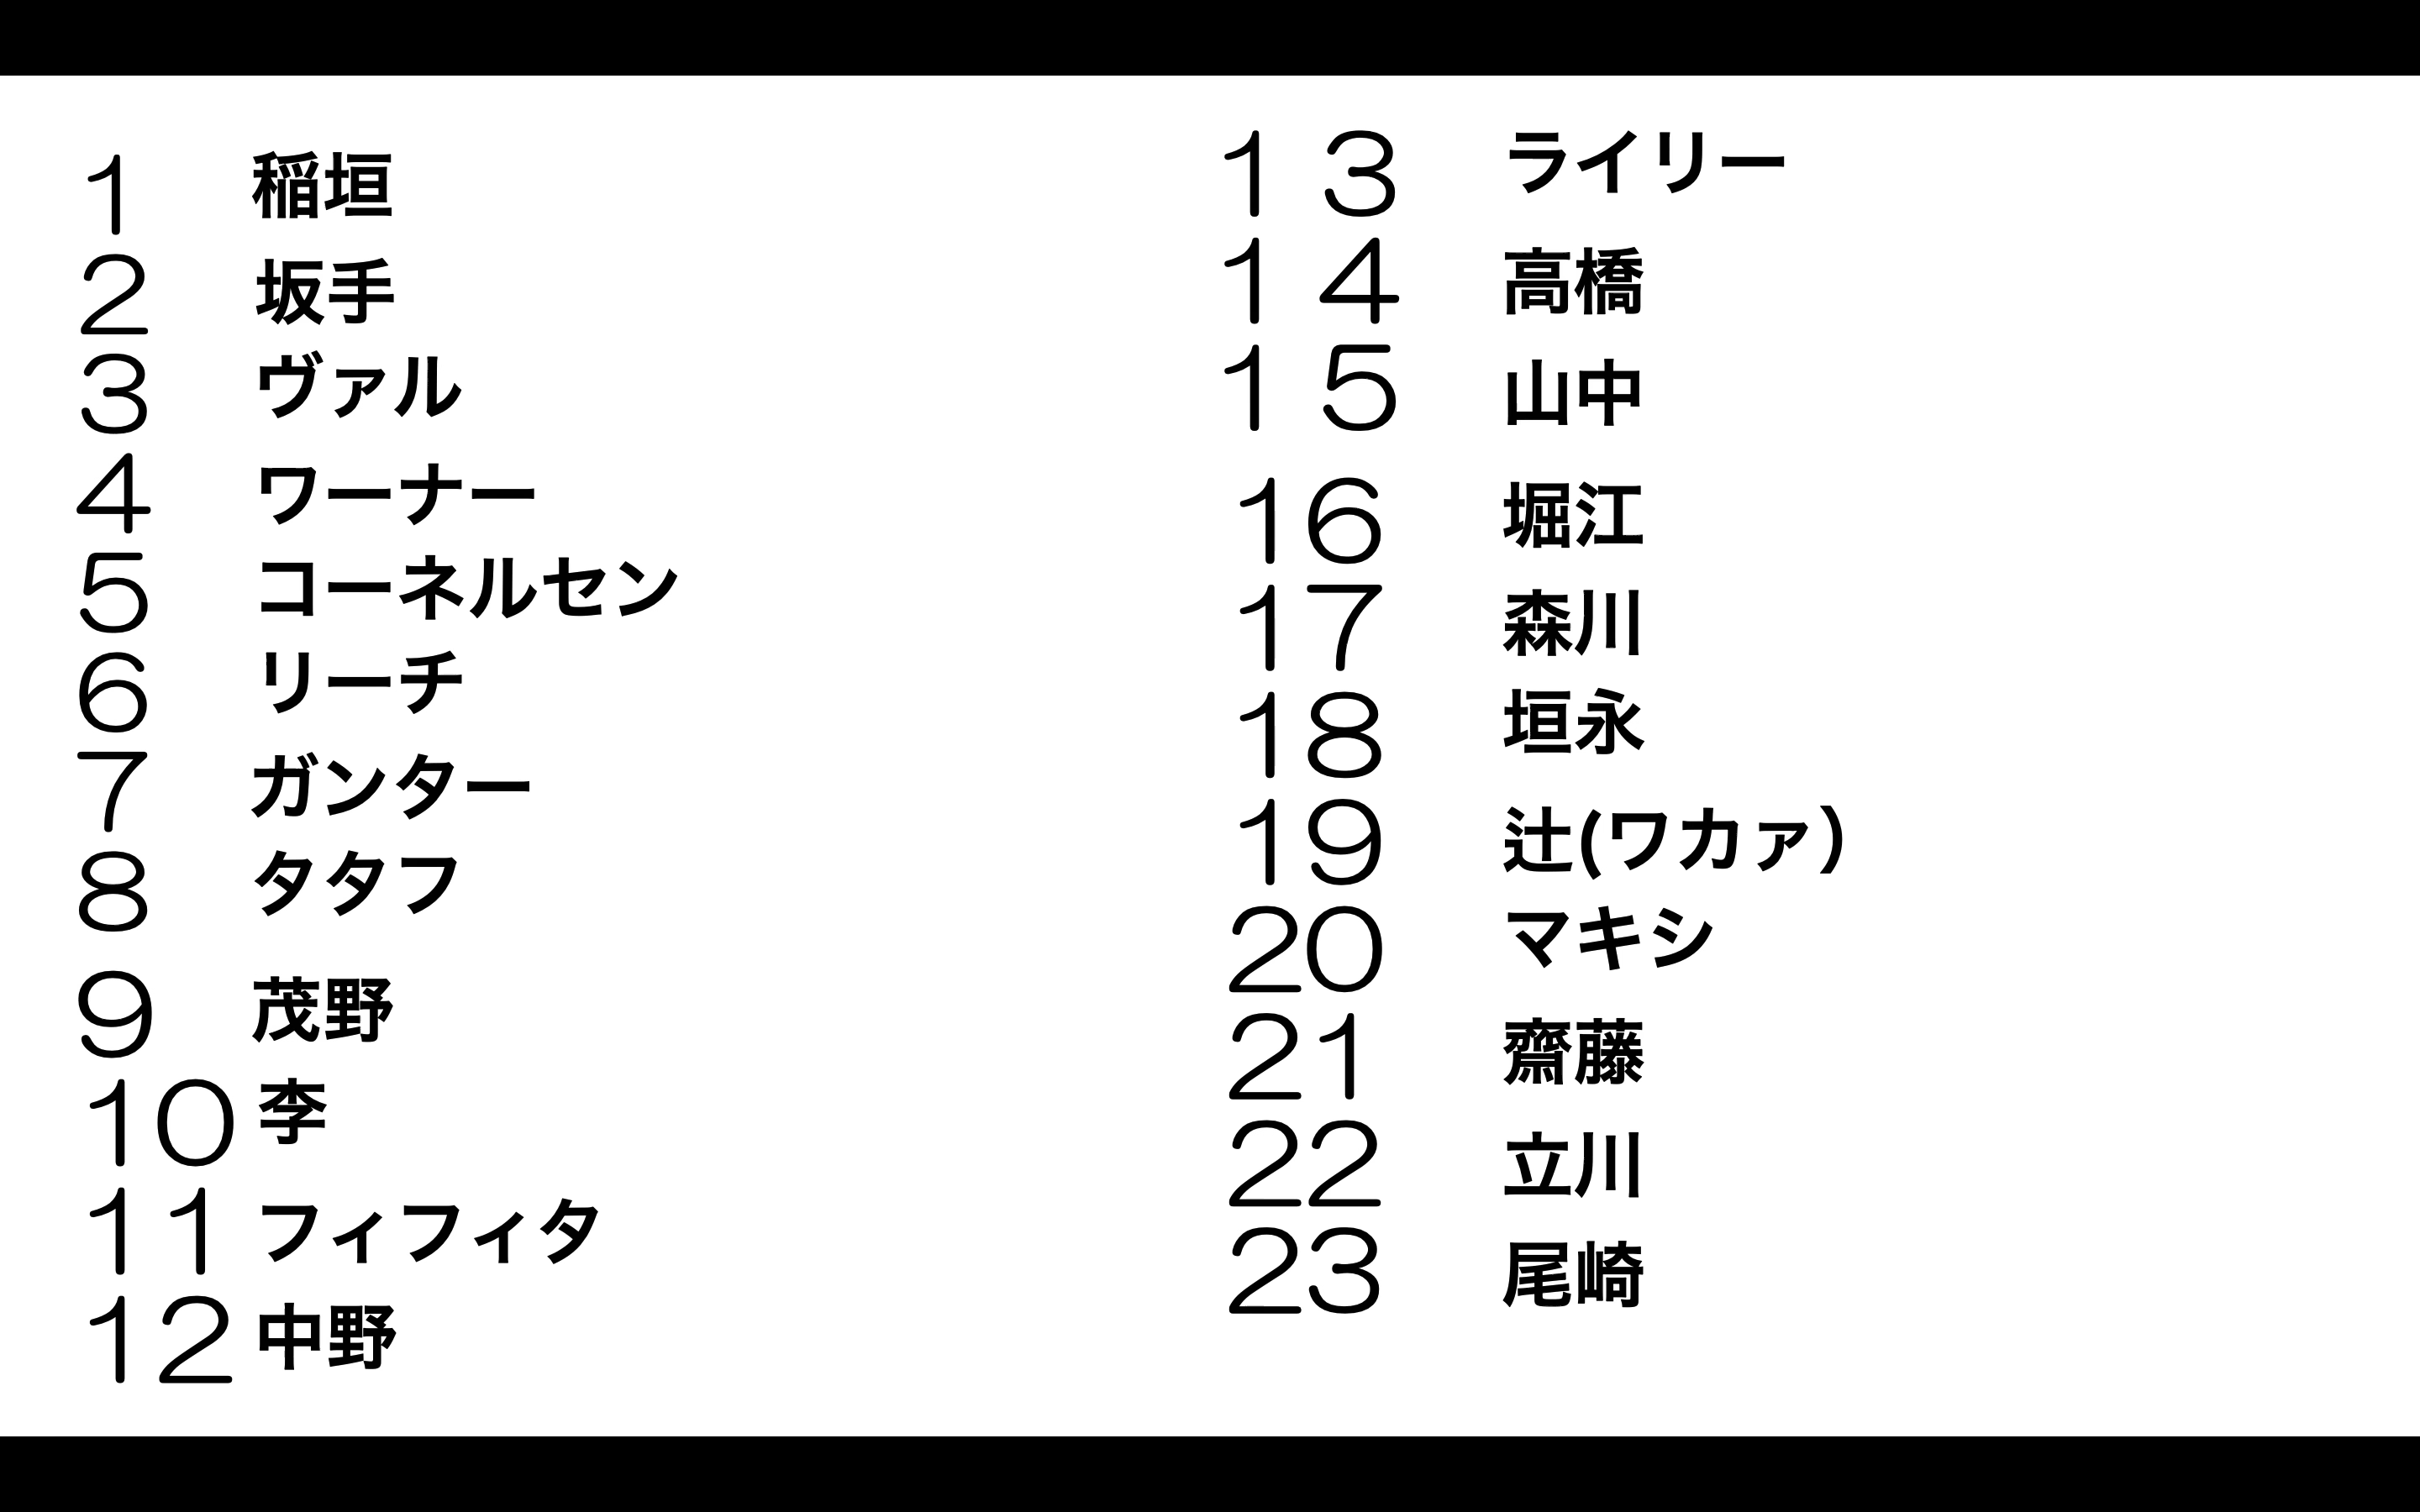 1 稲垣
2 坂手
3 ヴァル
4 ワーナー
5 コーネルセン
6 リーチ
7 ガンター
8 タタフ
9 茂野
10 李
11 フィフィタ
12 中野
13 ライリー
14 高橋
15 山中
16 堀江
17 森川
18 垣永
19 辻(ワカァ)
20 マキシ
21 齋藤
22 立川
23 尾崎